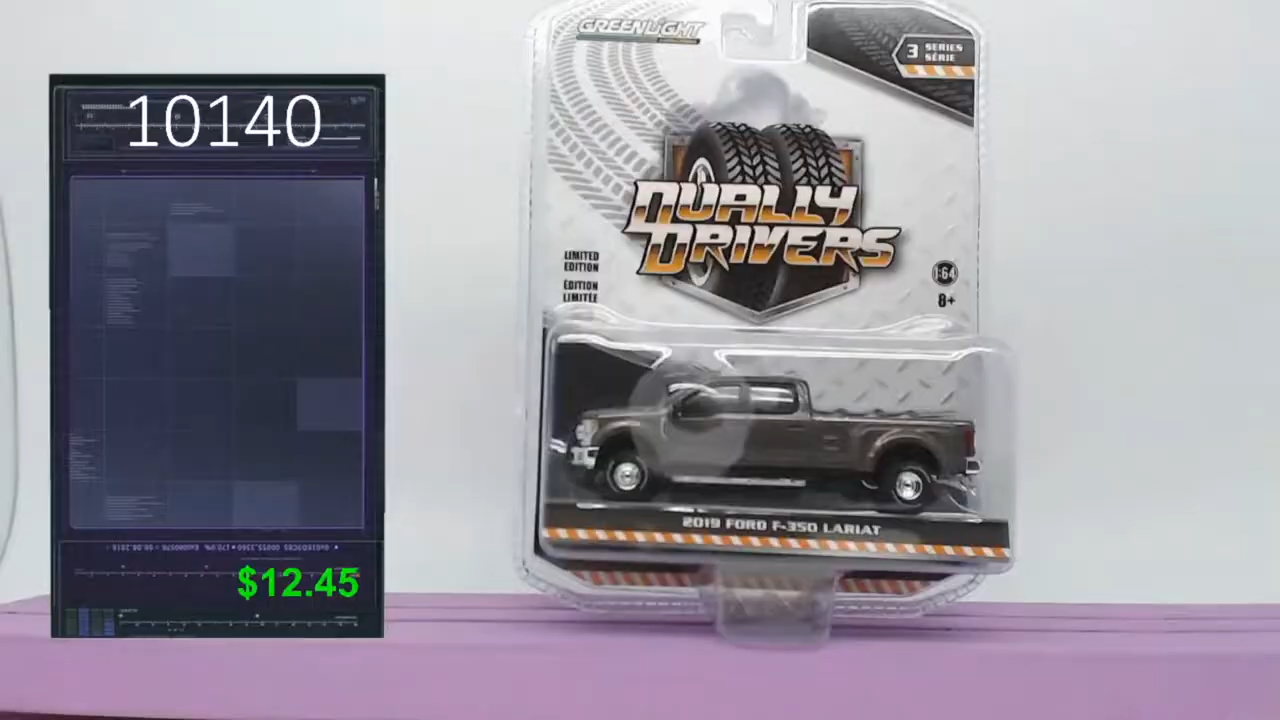 10140
$12.45
GREENLIGHT
3 SERIES
SÉRIE
DUALLY
DRIVERS
LIMITED
EDITION
ÉDITION
LIMITÉE
1:64
8+
2019 FORD F-350 LARIAT